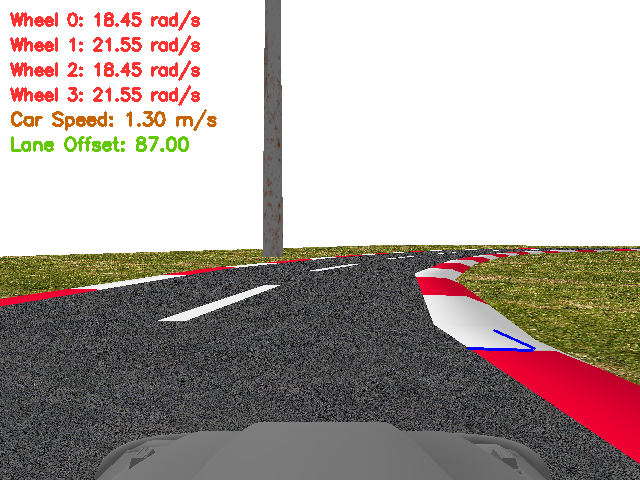 Wheel 0: 18.45 rad/s
Wheel 1: 21.55 rad/s
Wheel 2: 18.45 rad/s
Wheel 3: 21.55 rad/s
Car Speed: 1.30 m/s
Lane Offset: 87.00